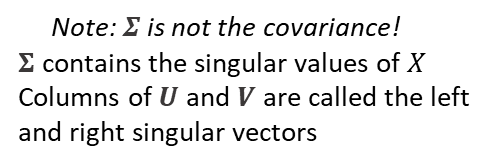 Note: Σ is not the covariance!
Σ contains the singular values of X
Columns of U and V are called the left
and right singular vectors